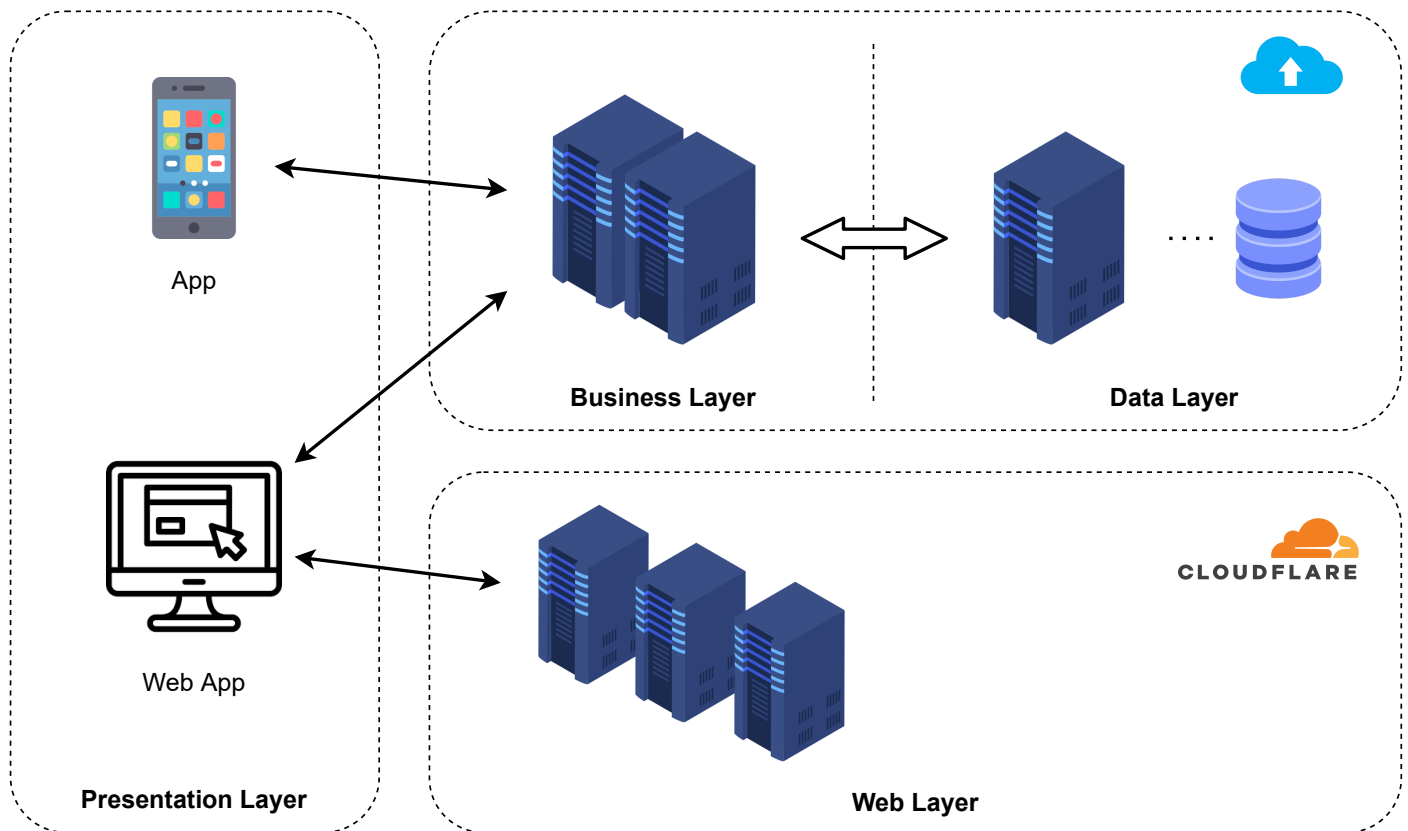 App
Business Layer
Data Layer
CLOUDFLARE
Web App
Presentation Layer
Web Layer